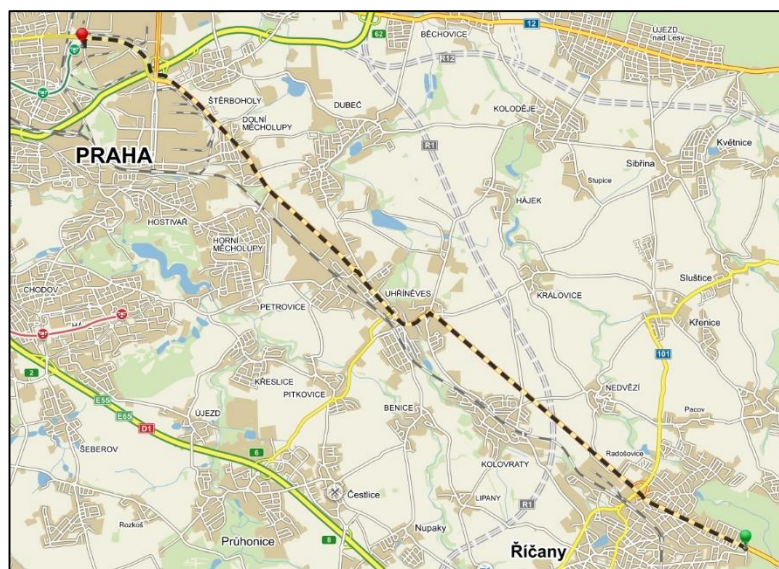 12
ÚJEZD
nad Lesy
62
BĚCHOVICE
R12
ŠTĚRBOHOLY
DUBEČ
KOLODĚJE
DOLNÍ
MĚCHOLUPY
R1
Květnice
PRAHA
Sibřina
Stupice
HOSTIVAŘ
HÁJEK
HORNÍ
MĚCHOLUPY
Sluštice
CHODOV
PETROVICE
UHŘÍNĚVES
KRÁLOVICE
Křenice
101
2
KŘESLICE
NEDVĚZÍ
PITKOVICE
E55
E65
D1
ÚJEZD
BENICE
Pacov
ŠEBEROV
6
KOLOVRATY
Radošovice
Čestlice
LIPANY
R1
Rozkoš
Nupaky
Průhonice
8
Říčany